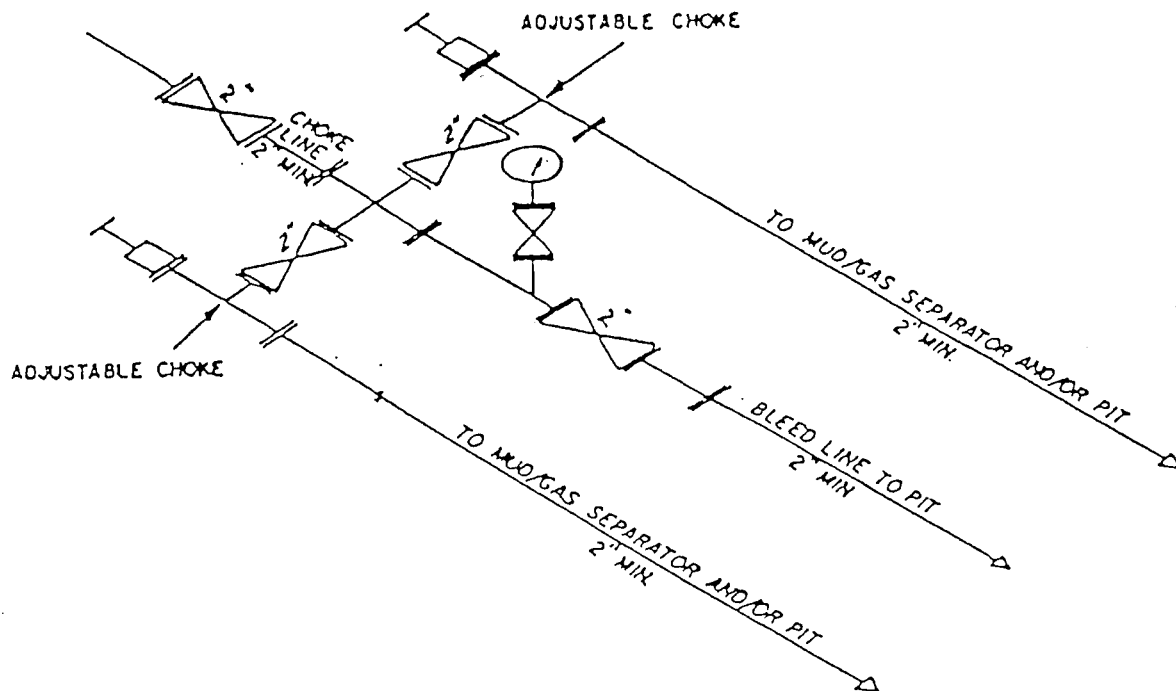 ADJUSTABLE CHOKE
2"
CHOKE
LINE
2" MIN.
2"
2"
2"
ADJUSTABLE CHOKE
TO MUD/GAS SEPARATOR AND/OR PIT
2" MIN.
BLEED LINE TO PIT
2" MIN
TO MUD/GAS SEPARATOR AND/OR PIT
2" MIN.